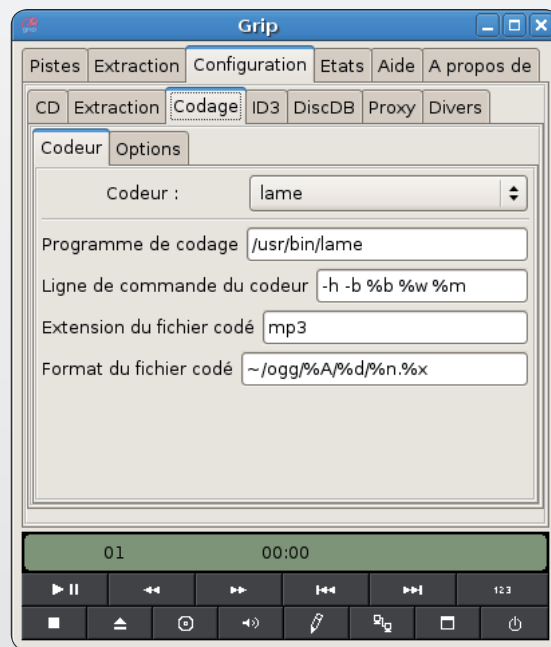 Grip
Pistes Extraction Configuration Etats Aide A propos de
CD Extraction Codage ID3 DiscDB Proxy Divers
Codeur Options
Codeur : lame
Programme de codage /usr/bin/lame
Ligne de commande du codeur -h -b %b %w %m
Extension du fichier codé mp3
Format du fichier codé ~/ogg/%A/%d/%n.%x
01 00:00
123